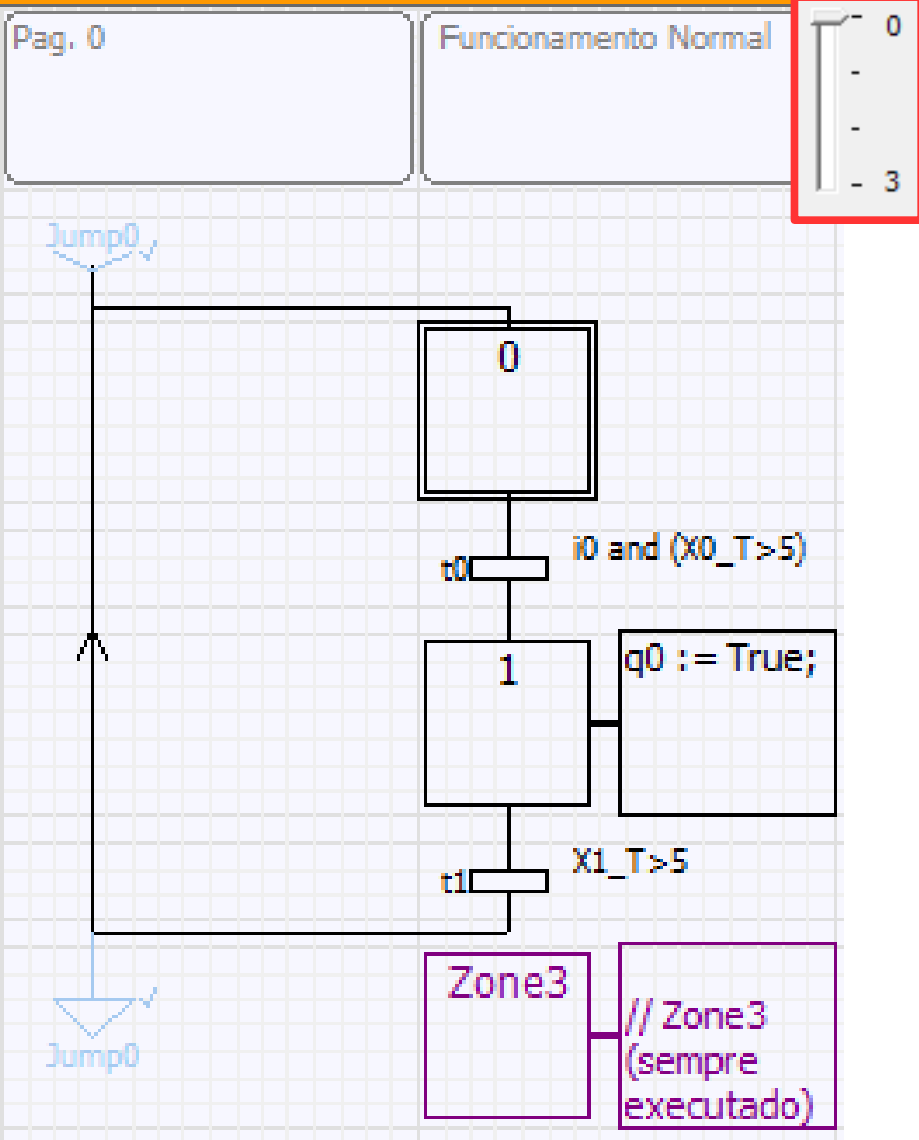 Pag. 0
Funcionamento Normal
0
3
Jump0
0
t0
i0 and (X0_T>5)
1
q0 := True;
t1
X1_T>5
Zone3
// Zone3
(sempre
executado)
Jump0